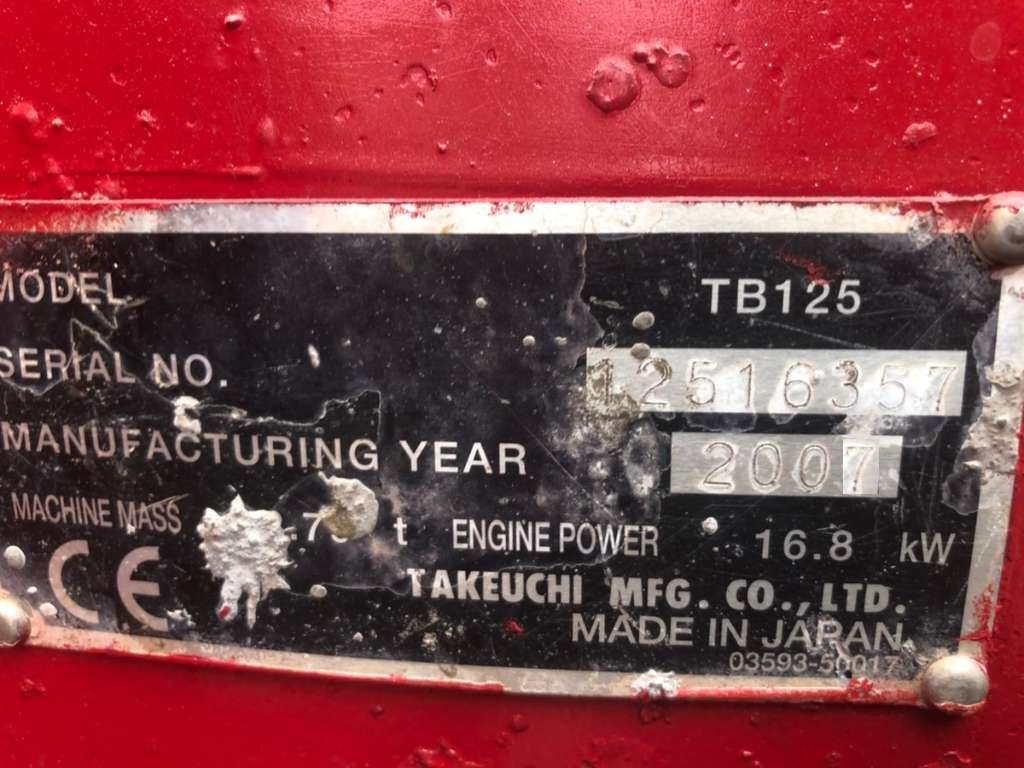 MODEL TB125
SERIAL NO. 12516357
MANUFACTURING YEAR 2007
MACHINE MASS t ENGINE POWER 16.8 kW
CE TAKEUCHI MFG. CO., LTD.
MADE IN JAPAN
03593-50017